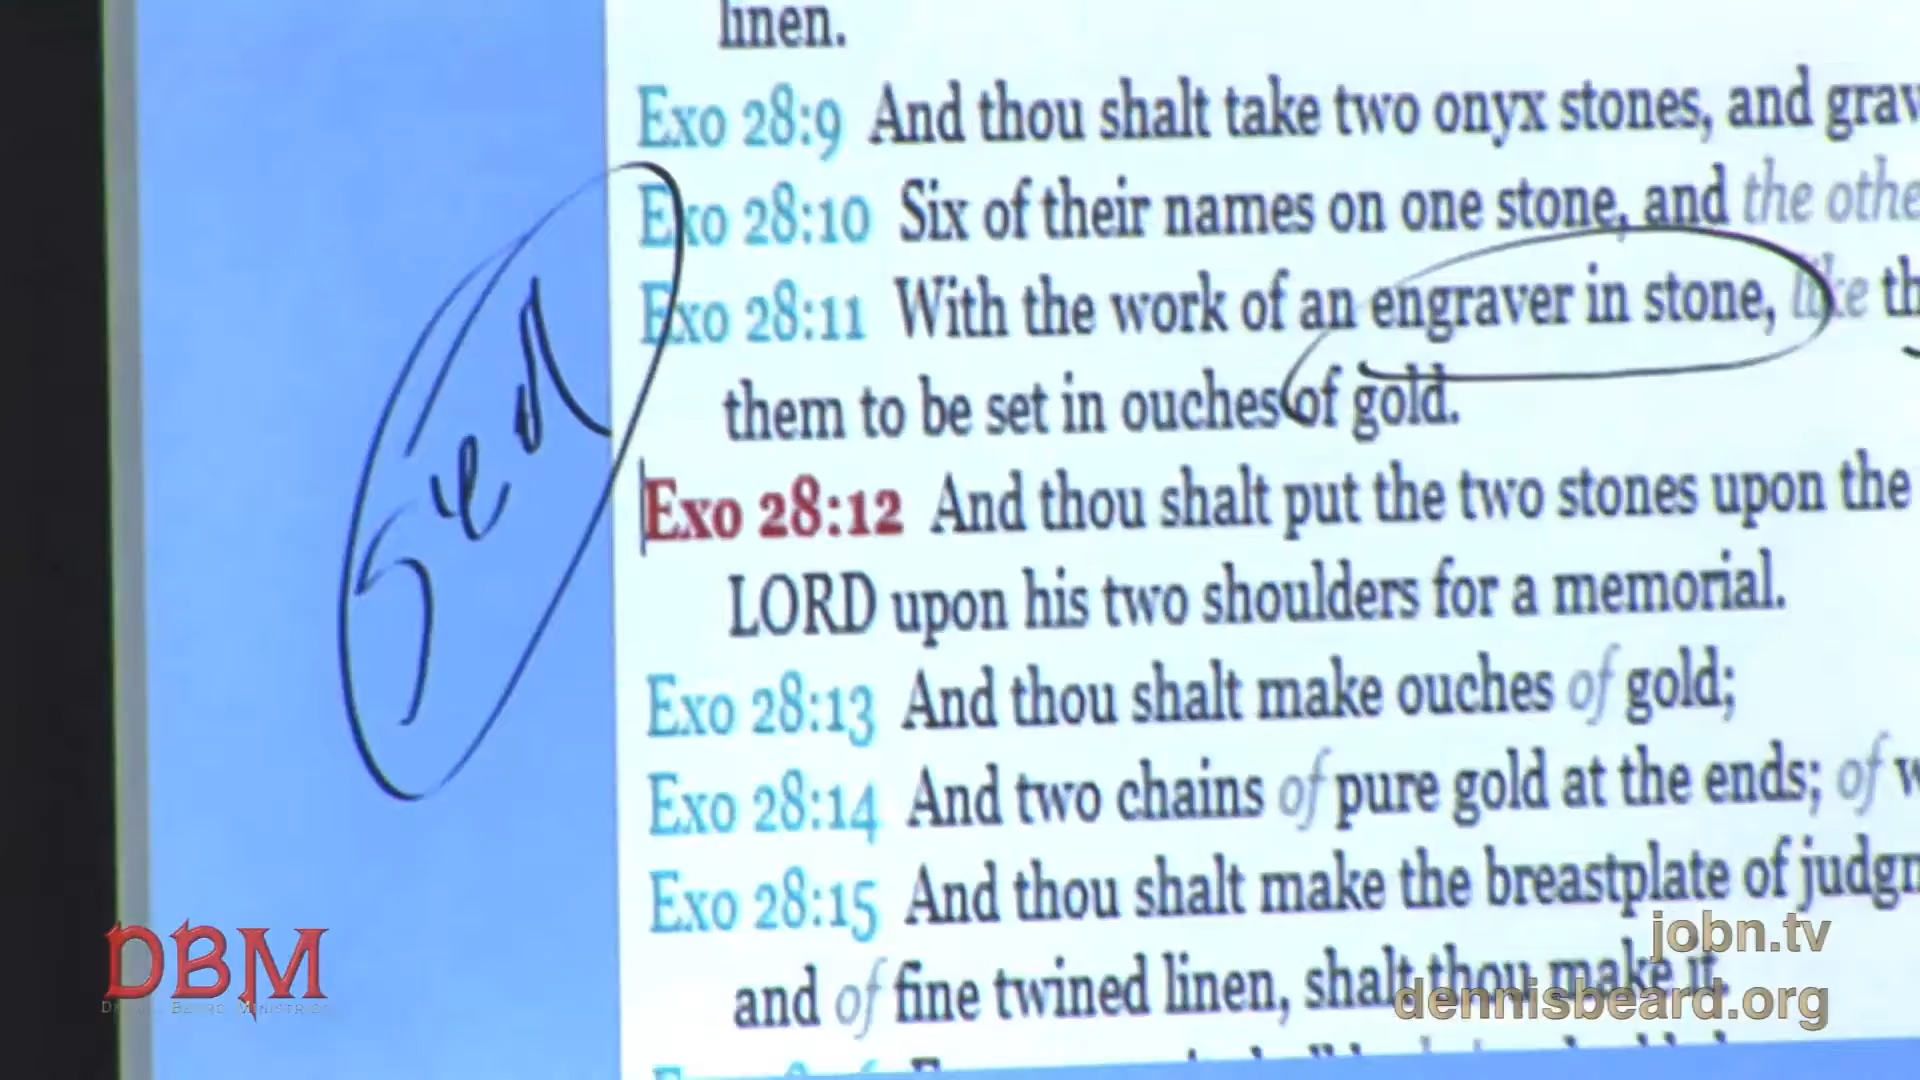 linen.
Exo 28:9 And thou shalt take two onyx stones, and grav
Exo 28:10 Six of their names on one stone, and the othe
Exo 28:11 With the work of an engraver in stone, like th
them to be set in ouches of gold.
Exo 28:12 And thou shalt put the two stones upon the
LORD upon his two shoulders for a memorial.
Exo 28:13 And thou shalt make ouches of gold;
Exo 28:14 And two chains of pure gold at the ends; of w
Exo 28:15 And thou shalt make the breastplate of judgm
and of fine twined linen, shalt thou make it.
DBM
jobn.tv
dennisbeard.org